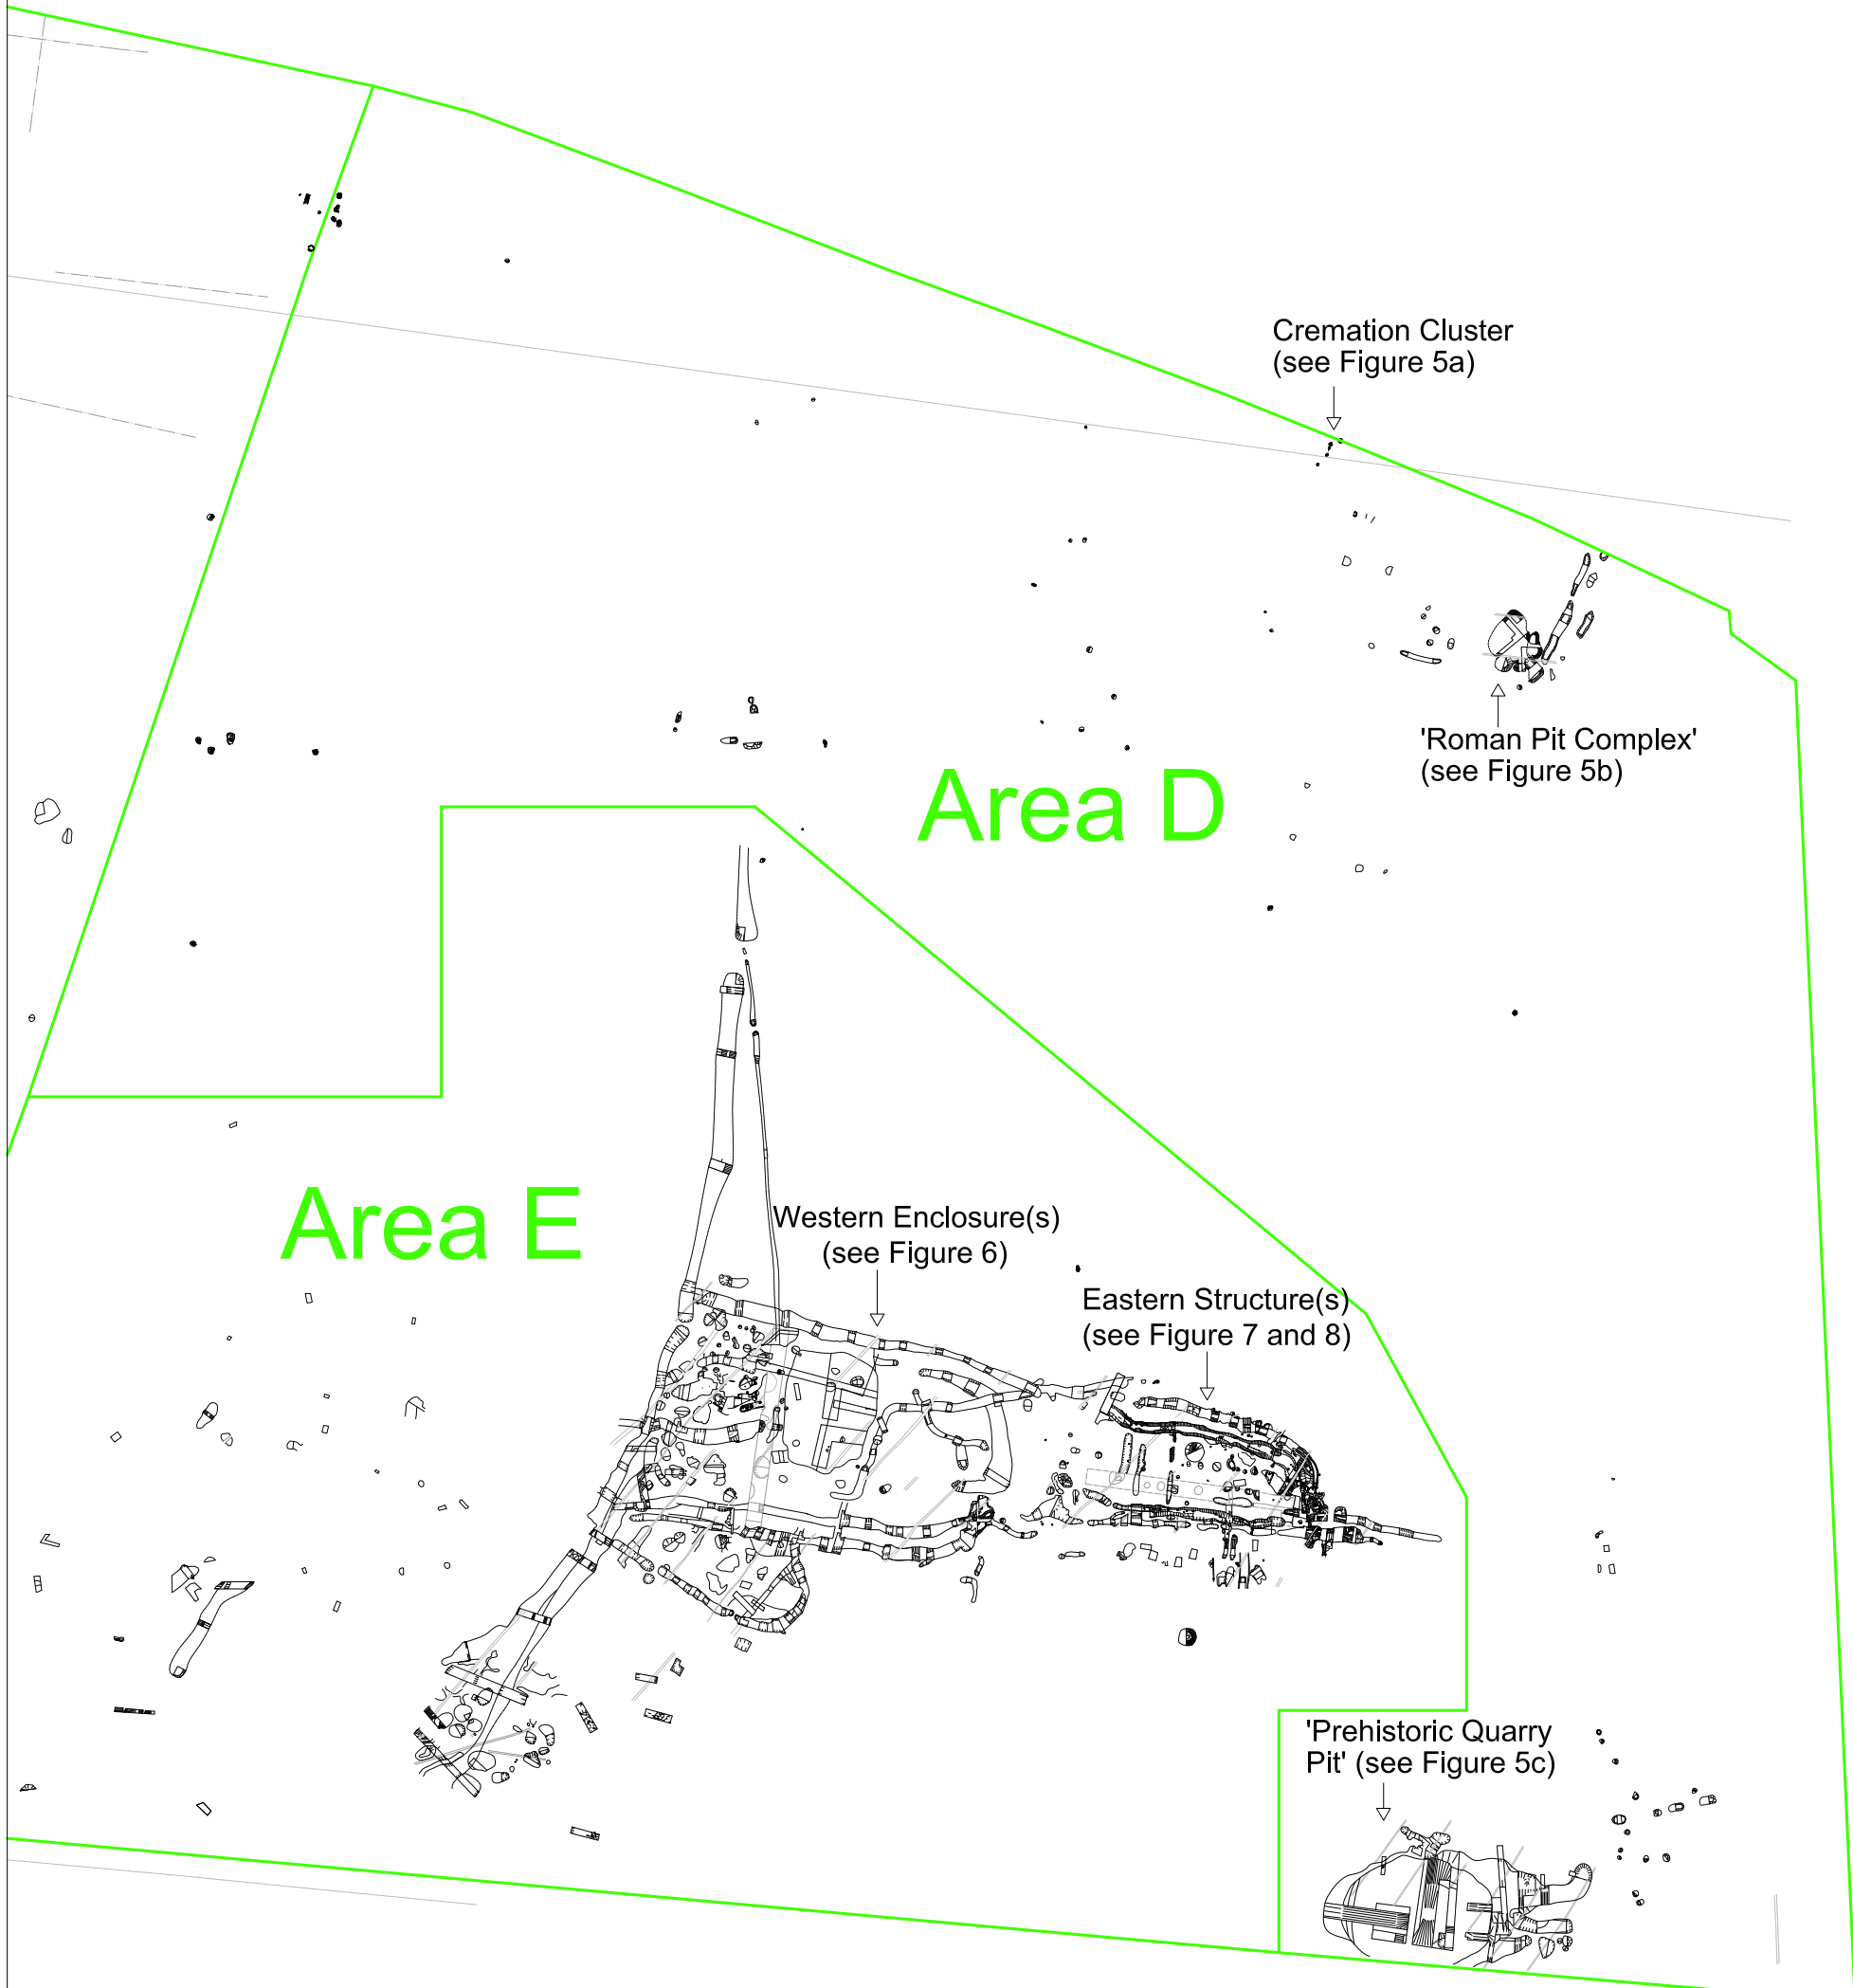 Cremation Cluster
(see Figure 5a)
'Roman Pit Complex'
(see Figure 5b)
Area D
Area E
Western Enclosure(s)
(see Figure 6)
Eastern Structure(s)
(see Figure 7 and 8)
'Prehistoric Quarry
Pit' (see Figure 5c)